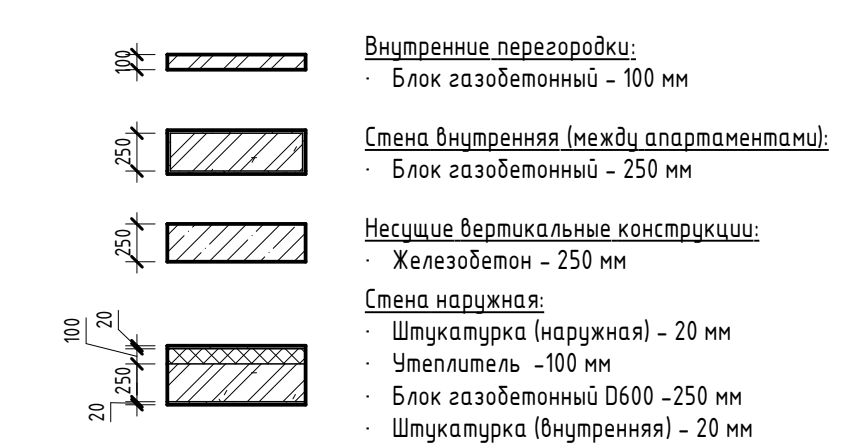 100
Внутренние перегородки:
· Блок газобетонный – 100 мм
250
Стена внутренняя (между апартаментами):
· Блок газобетонный – 250 мм
250
Несущие вертикальные конструкции:
· Железобетон – 250 мм
Стена наружная:
100
20
250
20
· Штукатурка (наружная) – 20 мм
· Утеплитель –100 мм
· Блок газобетонный D600 –250 мм
· Штукатурка (внутренняя) – 20 мм